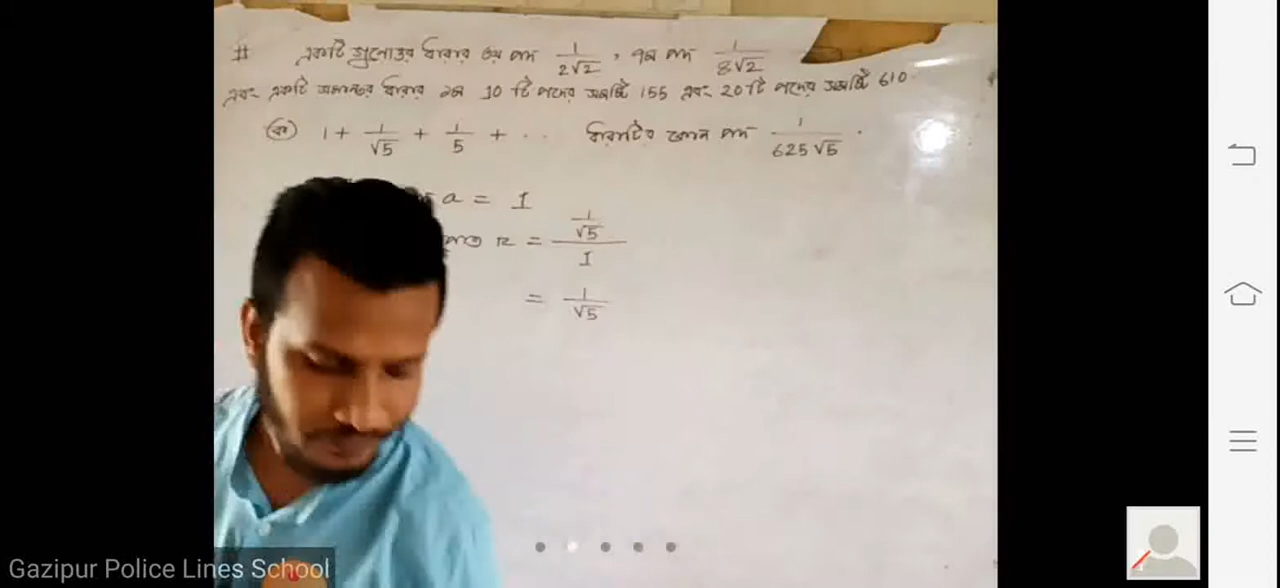 # একটি গুনোত্তর ধারার ৩য় পদ 1/2√2, ৭ম পদ 1/8√2
এবং একটি সমান্তর ধারার ১ম 10 টি পদের সমষ্টি 155 এবং 20 টি পদের সমষ্টি 610.
(ক) 1 + 1/√5 + 1/5 + ... ধারাটির কোন পদ 1/625√5.
a = 1
r = 1/√5 / 1
= 1/√5
Gazipur Police Lines School